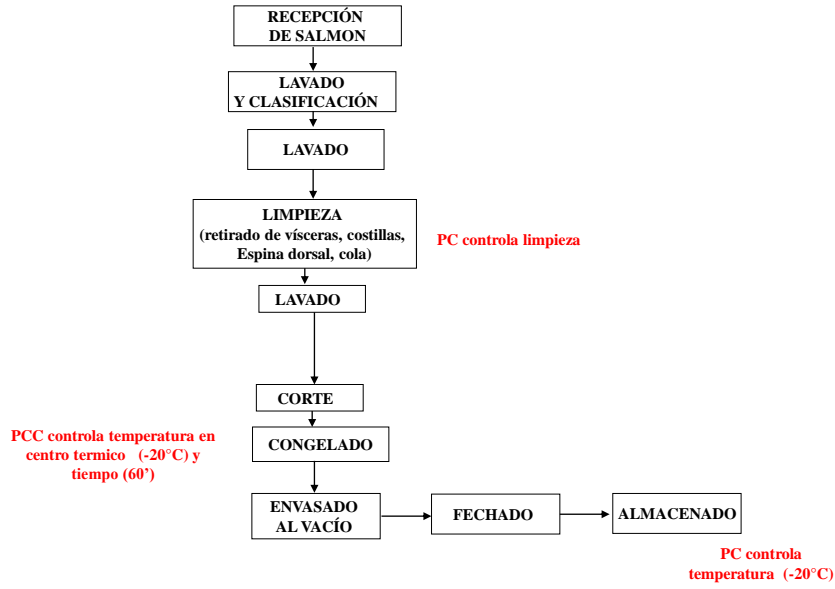 RECEPCIÓN
DE SALMON
LAVADO
Y CLASIFICACIÓN
LAVADO
LIMPIEZA
(retirado de vísceras, costillas,
Espina dorsal, cola)
PC controla limpieza
LAVADO
CORTE
PCC controla temperatura en
centro termico (-20°C) y
tiempo (60’)
CONGELADO
ENVASADO
AL VACÍO
FECHADO
ALMACENADO
PC controla
temperatura (-20°C)